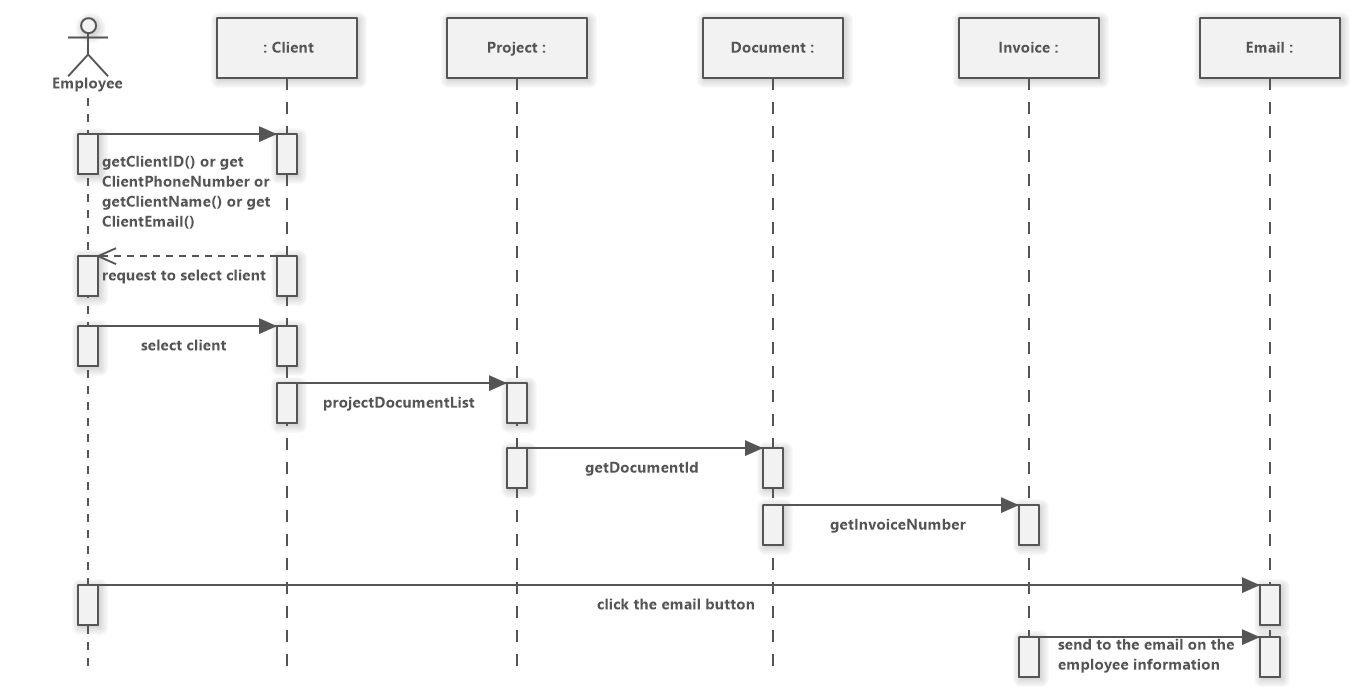 Employee
: Client
Project :
Document :
Invoice :
Email :
getClientID() or get
ClientPhoneNumber or
getClientName() or get
ClientEmail()
request to select client
select client
projectDocumentList
getDocumentId
getInvoiceNumber
click the email button
send to the email on the
employee information